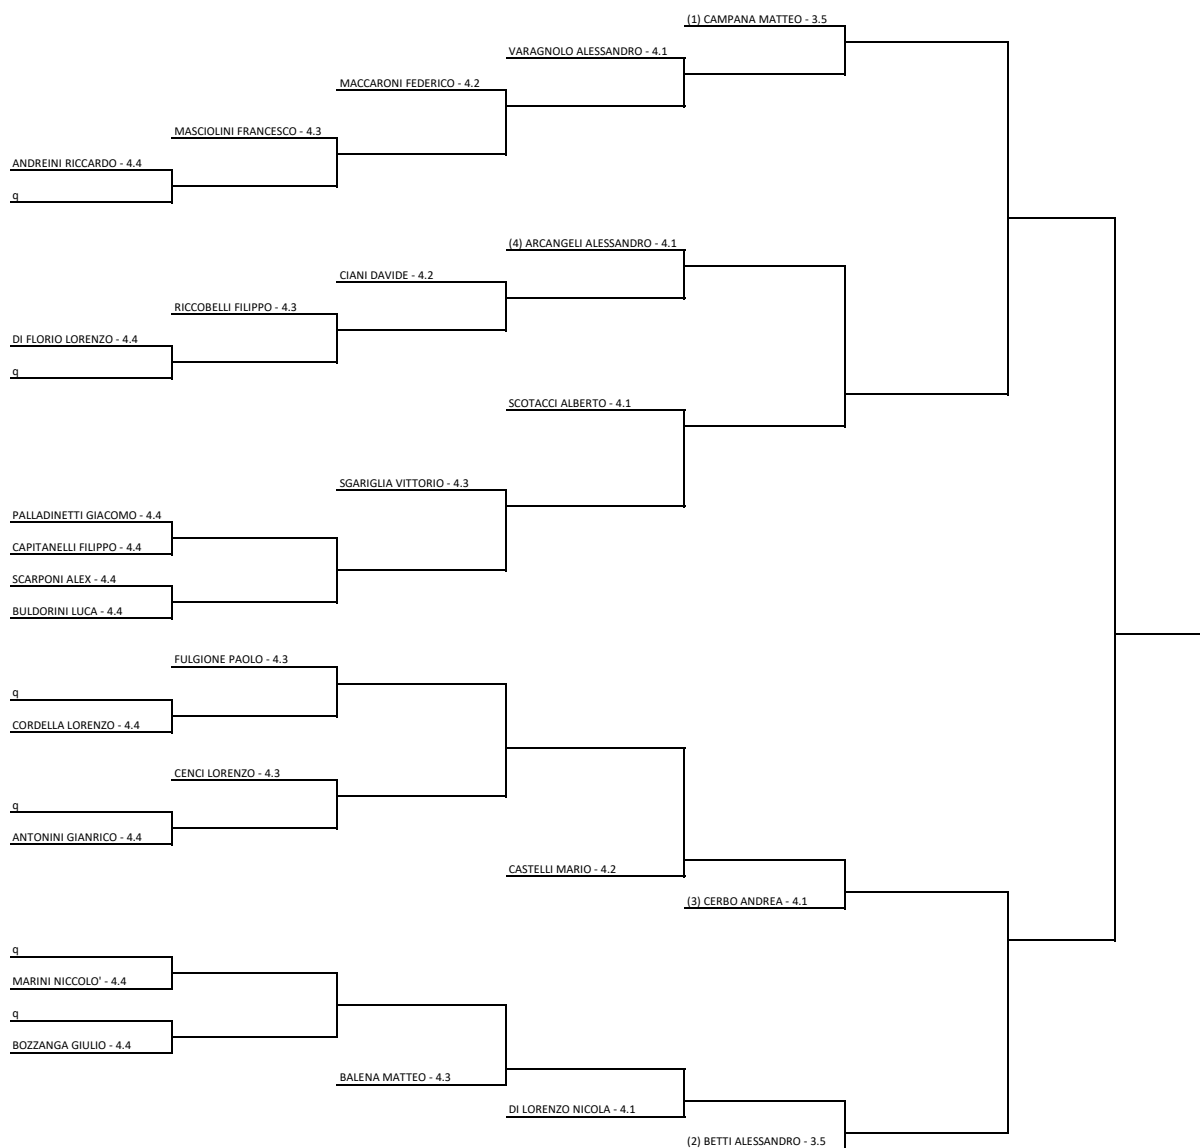 (1) CAMPANA MATTEO - 3.5
VARAGNOLO ALESSANDRO - 4.1
MACCARONI FEDERICO - 4.2
MASCIOLINI FRANCESCO - 4.3
ANDREINI RICCARDO - 4.4
q
(4) ARCANGELI ALESSANDRO - 4.1
CIANI DAVIDE - 4.2
RICCOBELLI FILIPPO - 4.3
DI FLORIO LORENZO - 4.4
q
SCOTACCI ALBERTO - 4.1
SGARIGLIA VITTORIO - 4.3
PALLADINETTI GIACOMO - 4.4
CAPITANELLI FILIPPO - 4.4
SCARPONI ALEX - 4.4
BULDORINI LUCA - 4.4
FULGIONE PAOLO - 4.3
q
CORDELLA LORENZO - 4.4
CENCI LORENZO - 4.3
q
ANTONINI GIANRICO - 4.4
CASTELLI MARIO - 4.2
(3) CERBO ANDREA - 4.1
q
MARINI NICCOLO' - 4.4
q
BOZZANGA GIULIO - 4.4
BALENA MATTEO - 4.3
DI LORENZO NICOLA - 4.1
(2) BETTI ALESSANDRO - 3.5